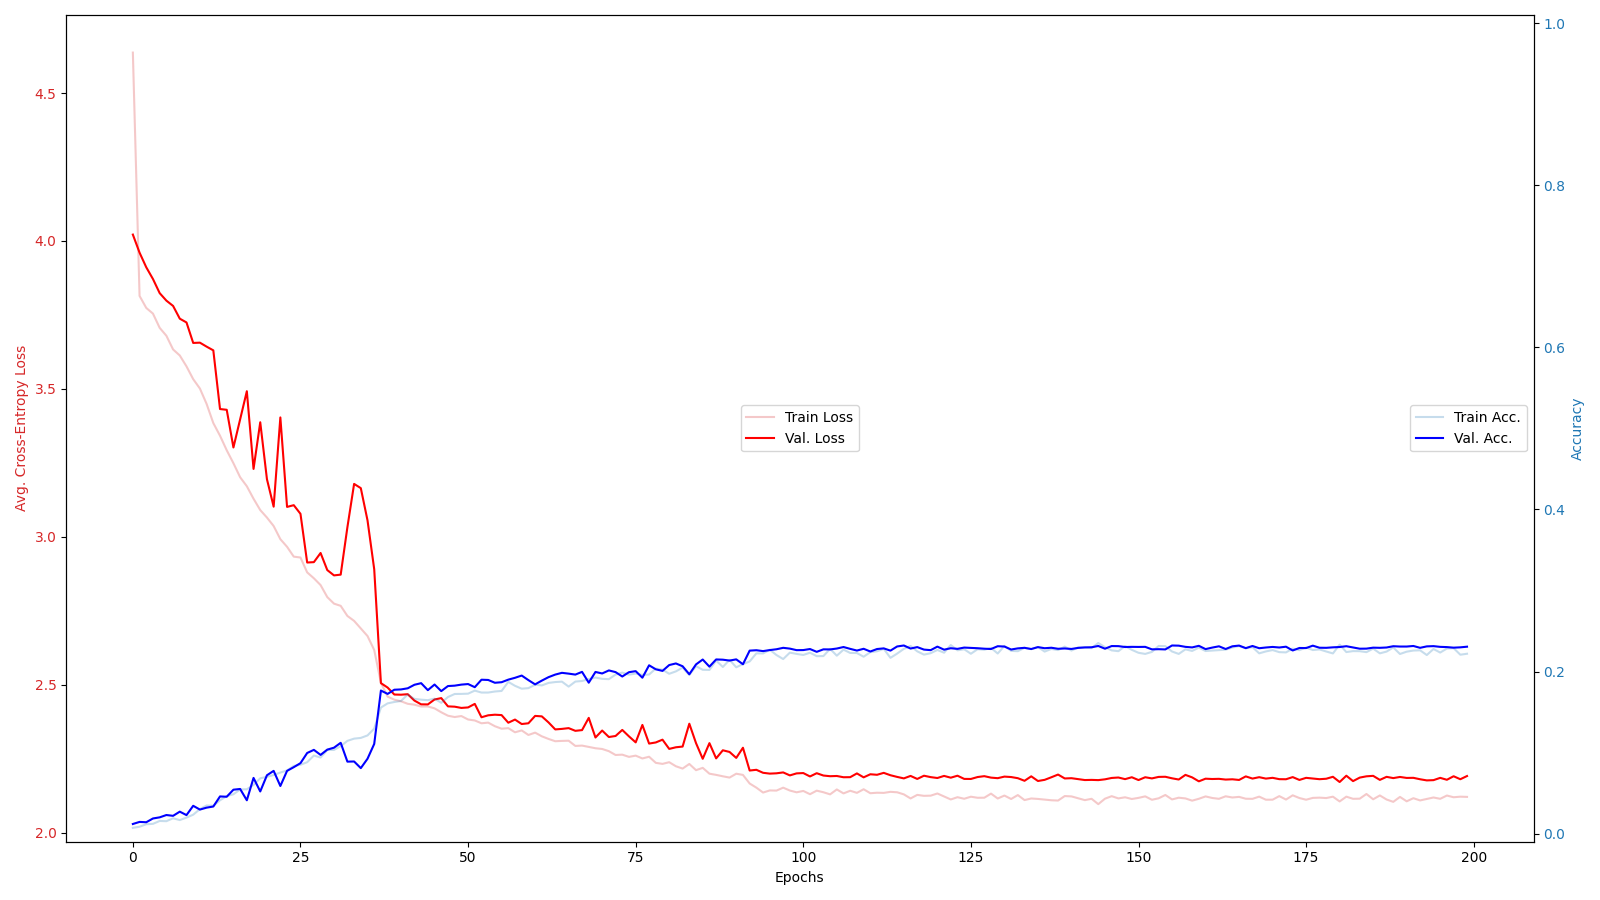 Avg. Cross-Entropy Loss
4.5
4.0
3.5
3.0
2.5
2.0
Train Loss
Val. Loss
Train Acc.
Val. Acc.
1.0
0.8
0.6
0.4
0.2
0.0
Accuracy
0 25 50 75 100 125 150 175 200
Epochs